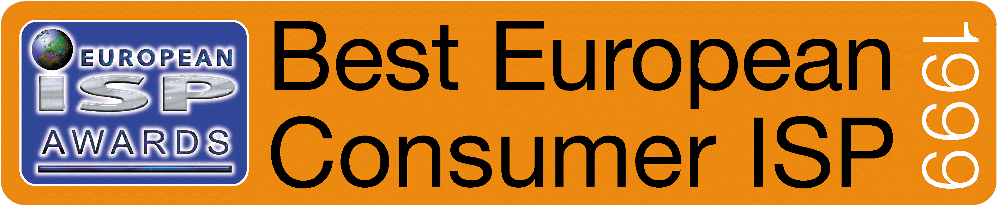 EUROPEAN
ISP
AWARDS
Best European
Consumer ISP
1999